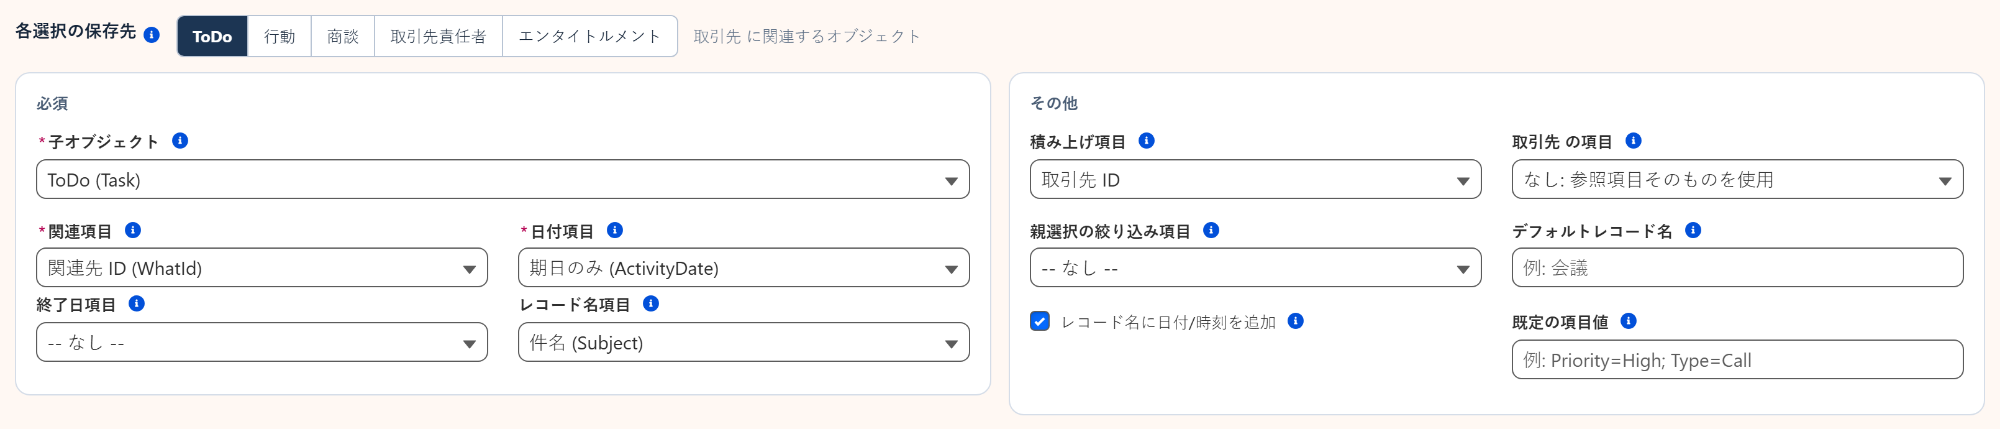 各選択の保存先
ToDo 行動 商談 取引先責任者 エンタイトルメント 取引先 に関連するオブジェクト
必須
*子オブジェクト
ToDo (Task)
*関連項目 *日付項目
関連先 ID (WhatId) 期日のみ (ActivityDate)
終了日項目 レコード名項目
-- なし -- 件名 (Subject)
その他
積み上げ項目 取引先 の項目
取引先 ID なし: 参照項目そのものを使用
親選択の絞り込み項目 デフォルトレコード名
-- なし -- 例: 会議
レコード名に日付/時刻を追加 既定の項目値
例: Priority=High; Type=Call